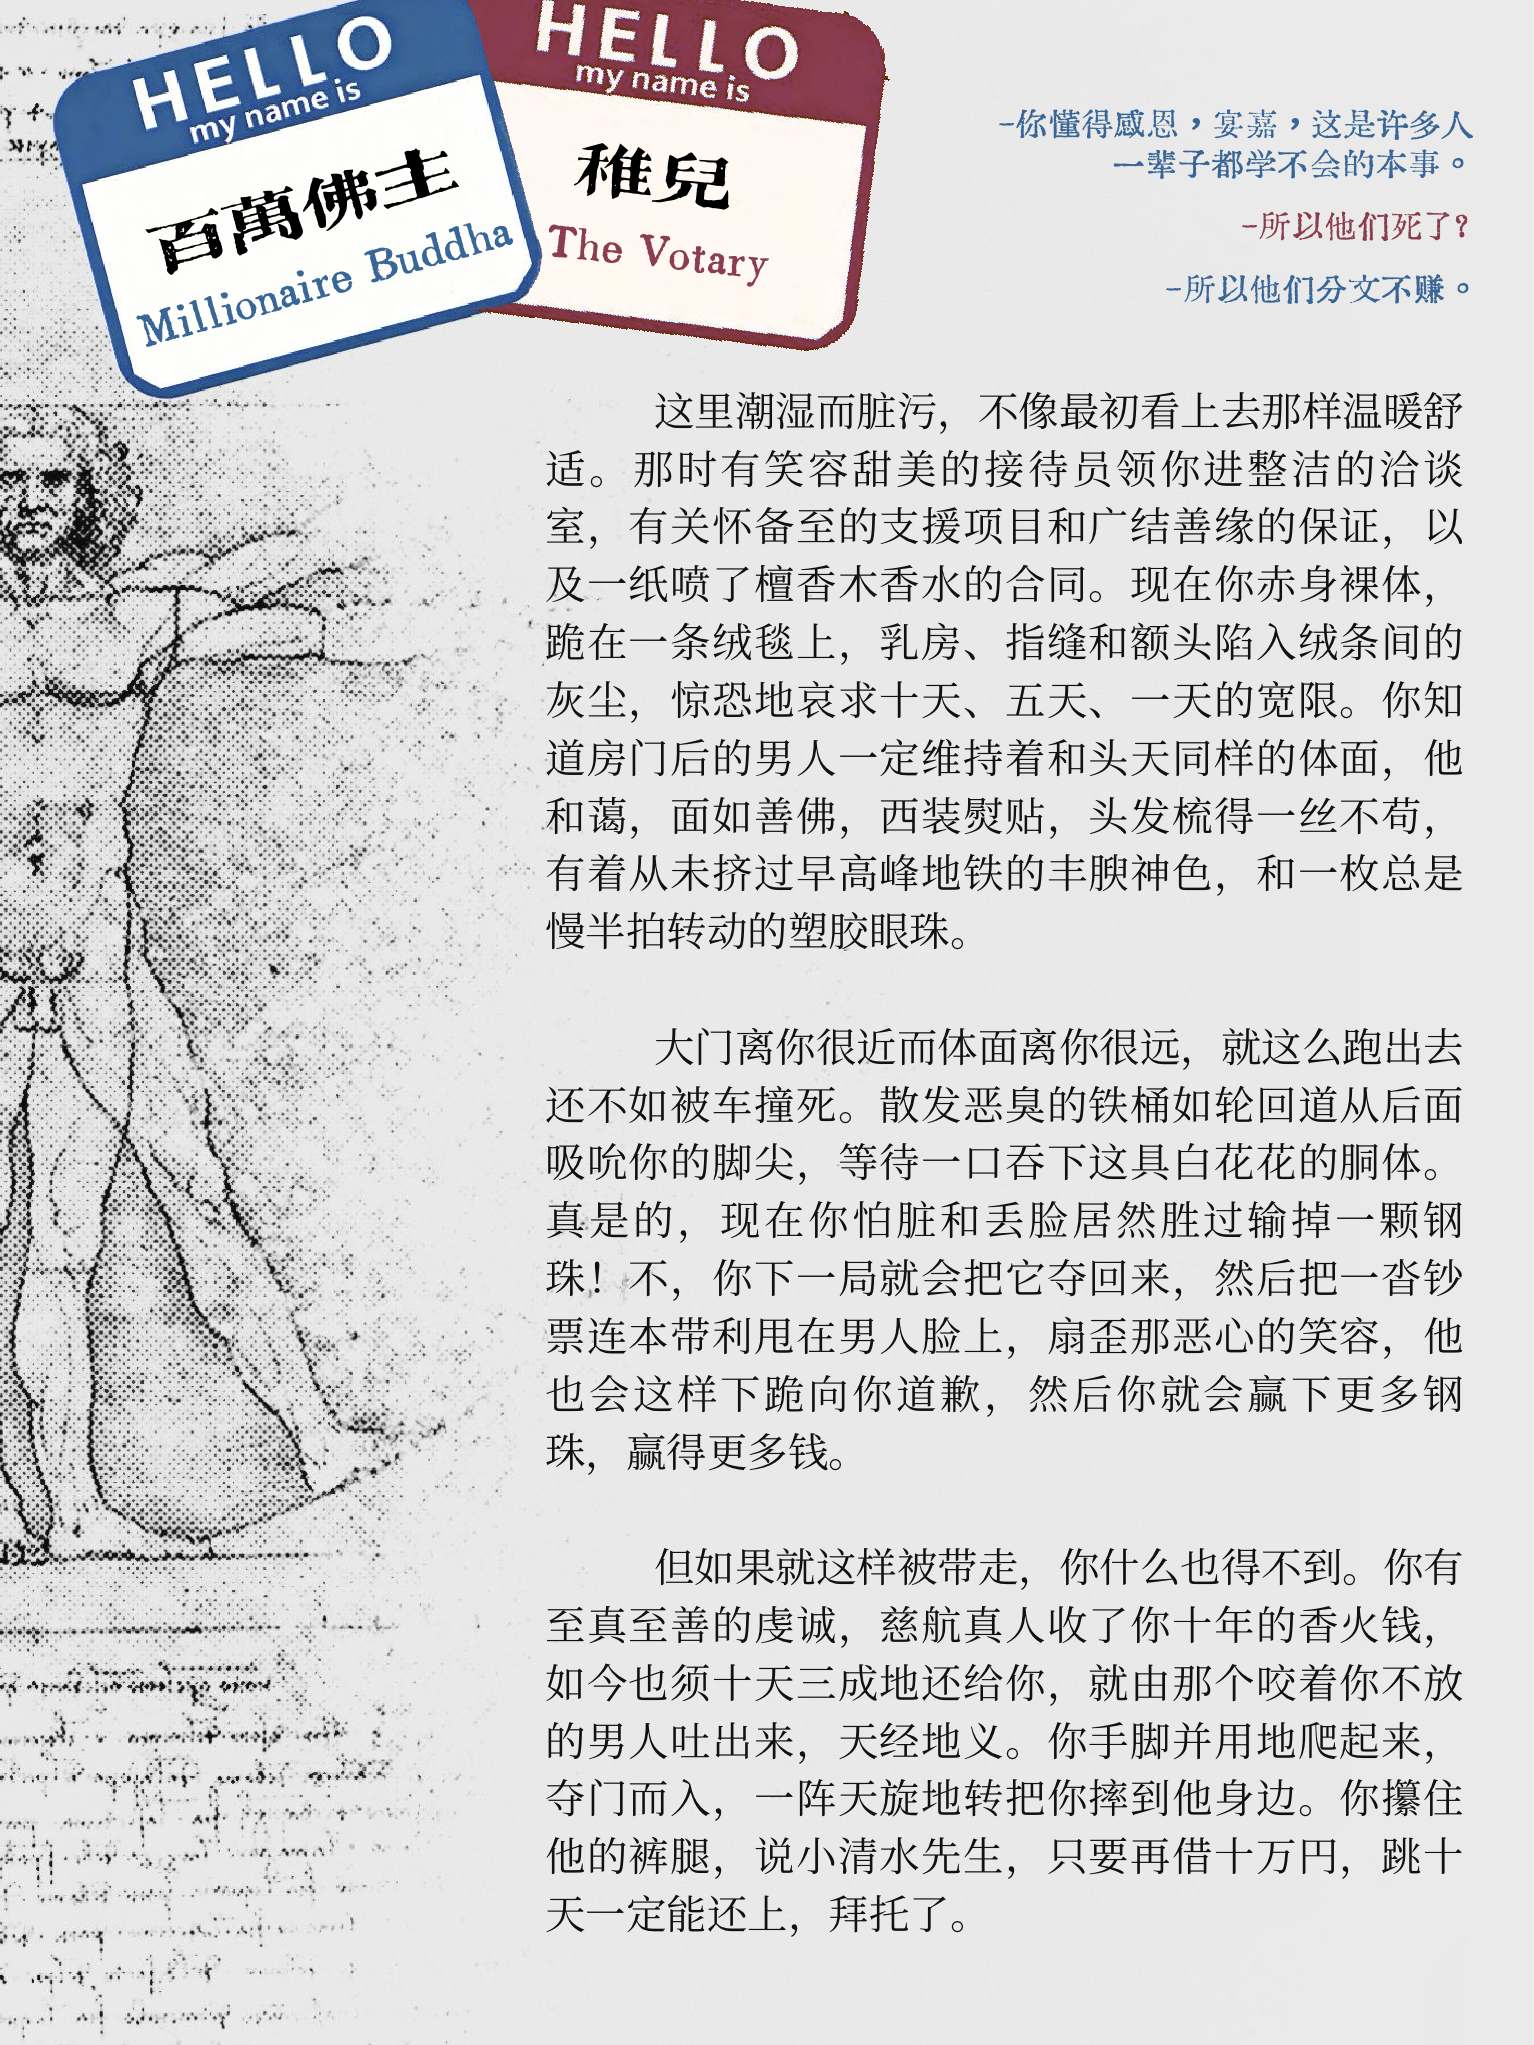 HELLO
my name is
百萬佛主
Millionaire Buddha
HELLO
my name is
稚兒
The Votary
-你懂得感恩，宴嘉，这是许多人
一辈子都学不会的本事。
-所以他们死了?
-所以他们分文不赚。
这里潮湿而脏污，不像最初看上去那样温暖舒
适。那时有笑容甜美的接待员领你进整洁的洽谈
室，有关怀备至的支援项目和广结善缘的保证，以
及一纸喷了檀香木香水的合同。现在你赤身裸体，
跪在一条绒毯上，乳房、指缝和额头陷入绒条间的
灰尘，惊恐地哀求十天、五天、一天的宽限。你知
道房门后的男人一定维持着和头天同样的体面，他
和蔼，面如善佛，西装熨贴，头发梳得一丝不苟，
有着从未挤过早高峰地铁的丰腴神色，和一枚总是
慢半拍转动的塑胶眼珠。
大门离你很近而体面离你很远，就这么跑出去
还不如被车撞死。散发恶臭的铁桶如轮回道从后面
吸吮你的脚尖，等待一口吞下这具白花花的胴体。
真是的，现在你怕脏和丢脸居然胜过输掉一颗钢
珠！不，你下一局就会把它夺回来，然后把一沓钞
票连本带利甩在男人脸上，扇歪那恶心的笑容，他
也会这样下跪向你道歉，然后你就会赢下更多钢
珠，赢得更多钱。
但如果就这样被带走，你什么也得不到。你有
至真至善的虔诚，慈航真人收了你十年的香火钱，
如今也须十天三成地还给你，就由那个咬着你不放
的男人吐出来，天经地义。你手脚并用地爬起来，
夺门而入，一阵天旋地转把你摔到他身边。你攥住
他的裤腿，说小清水先生，只要再借十万円，跳十
天一定能还上，拜托了。